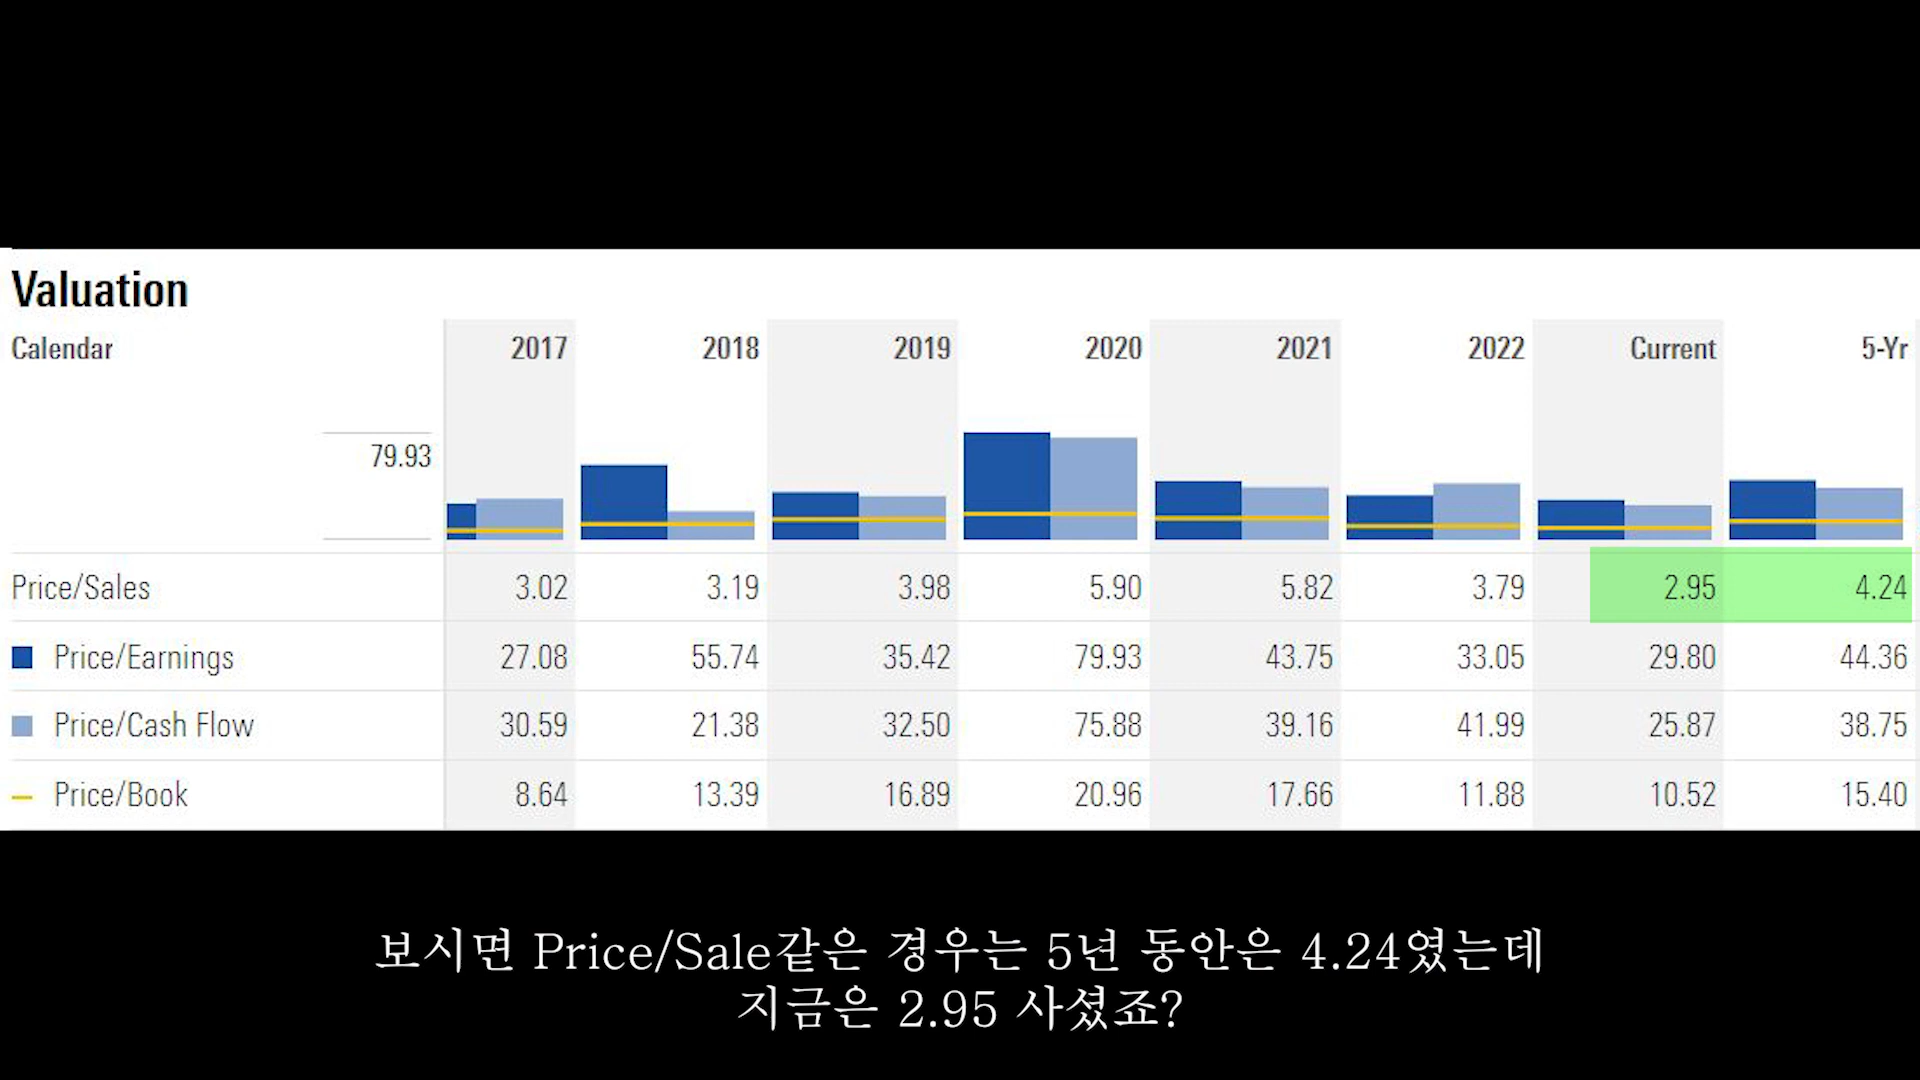 Valuation
Calendar 2017 2018 2019 2020 2021 2022 Current 5-Yr
79.93
Price/Sales 3.02 3.19 3.98 5.90 5.82 3.79 2.95 4.24
Price/Earnings 27.08 55.74 35.42 79.93 43.75 33.05 29.80 44.36
Price/Cash Flow 30.59 21.38 32.50 75.88 39.16 41.99 25.87 38.75
Price/Book 8.64 13.39 16.89 20.96 17.66 11.88 10.52 15.40
보시면 Price/Sale같은 경우는 5년 동안은 4.24였는데
지금은 2.95 사셨죠?